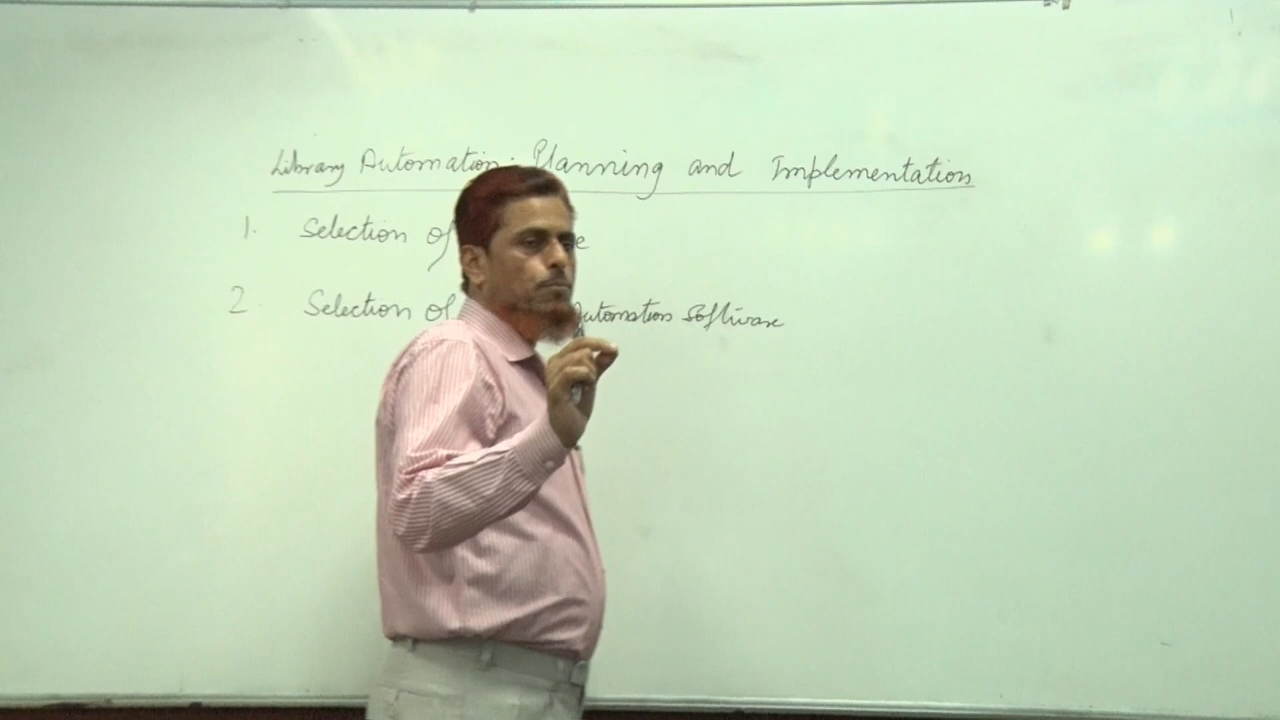 Library Automation: Planning and Implementation
1. Selection of
2. Selection of Automation Software